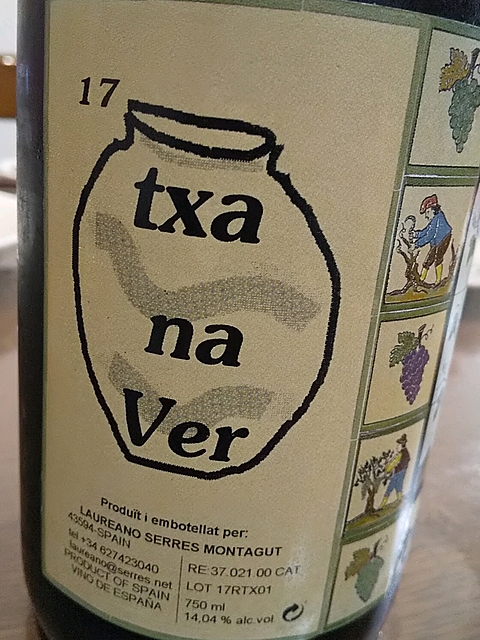 17
txa
na
Ver
Produït i embotellat per:
LAUREANO SERRES MONTAGUT
43594-SPAIN
tel +34 627423040
laureano@serres.net
PRODUCT OF SPAIN
VINO DE ESPAÑA
RE:37.021.00 CAT
LOT 17RTX01
750 ml
14,04 % alc.vol